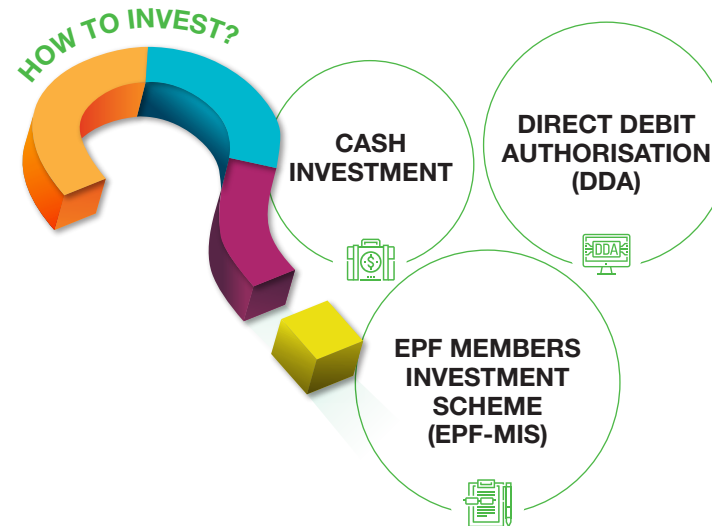 HOW TO INVEST?
CASH
INVESTMENT
$
DIRECT DEBIT
AUTHORISATION
(DDA)
DDA
EPF MEMBERS
INVESTMENT
SCHEME
(EPF-MIS)